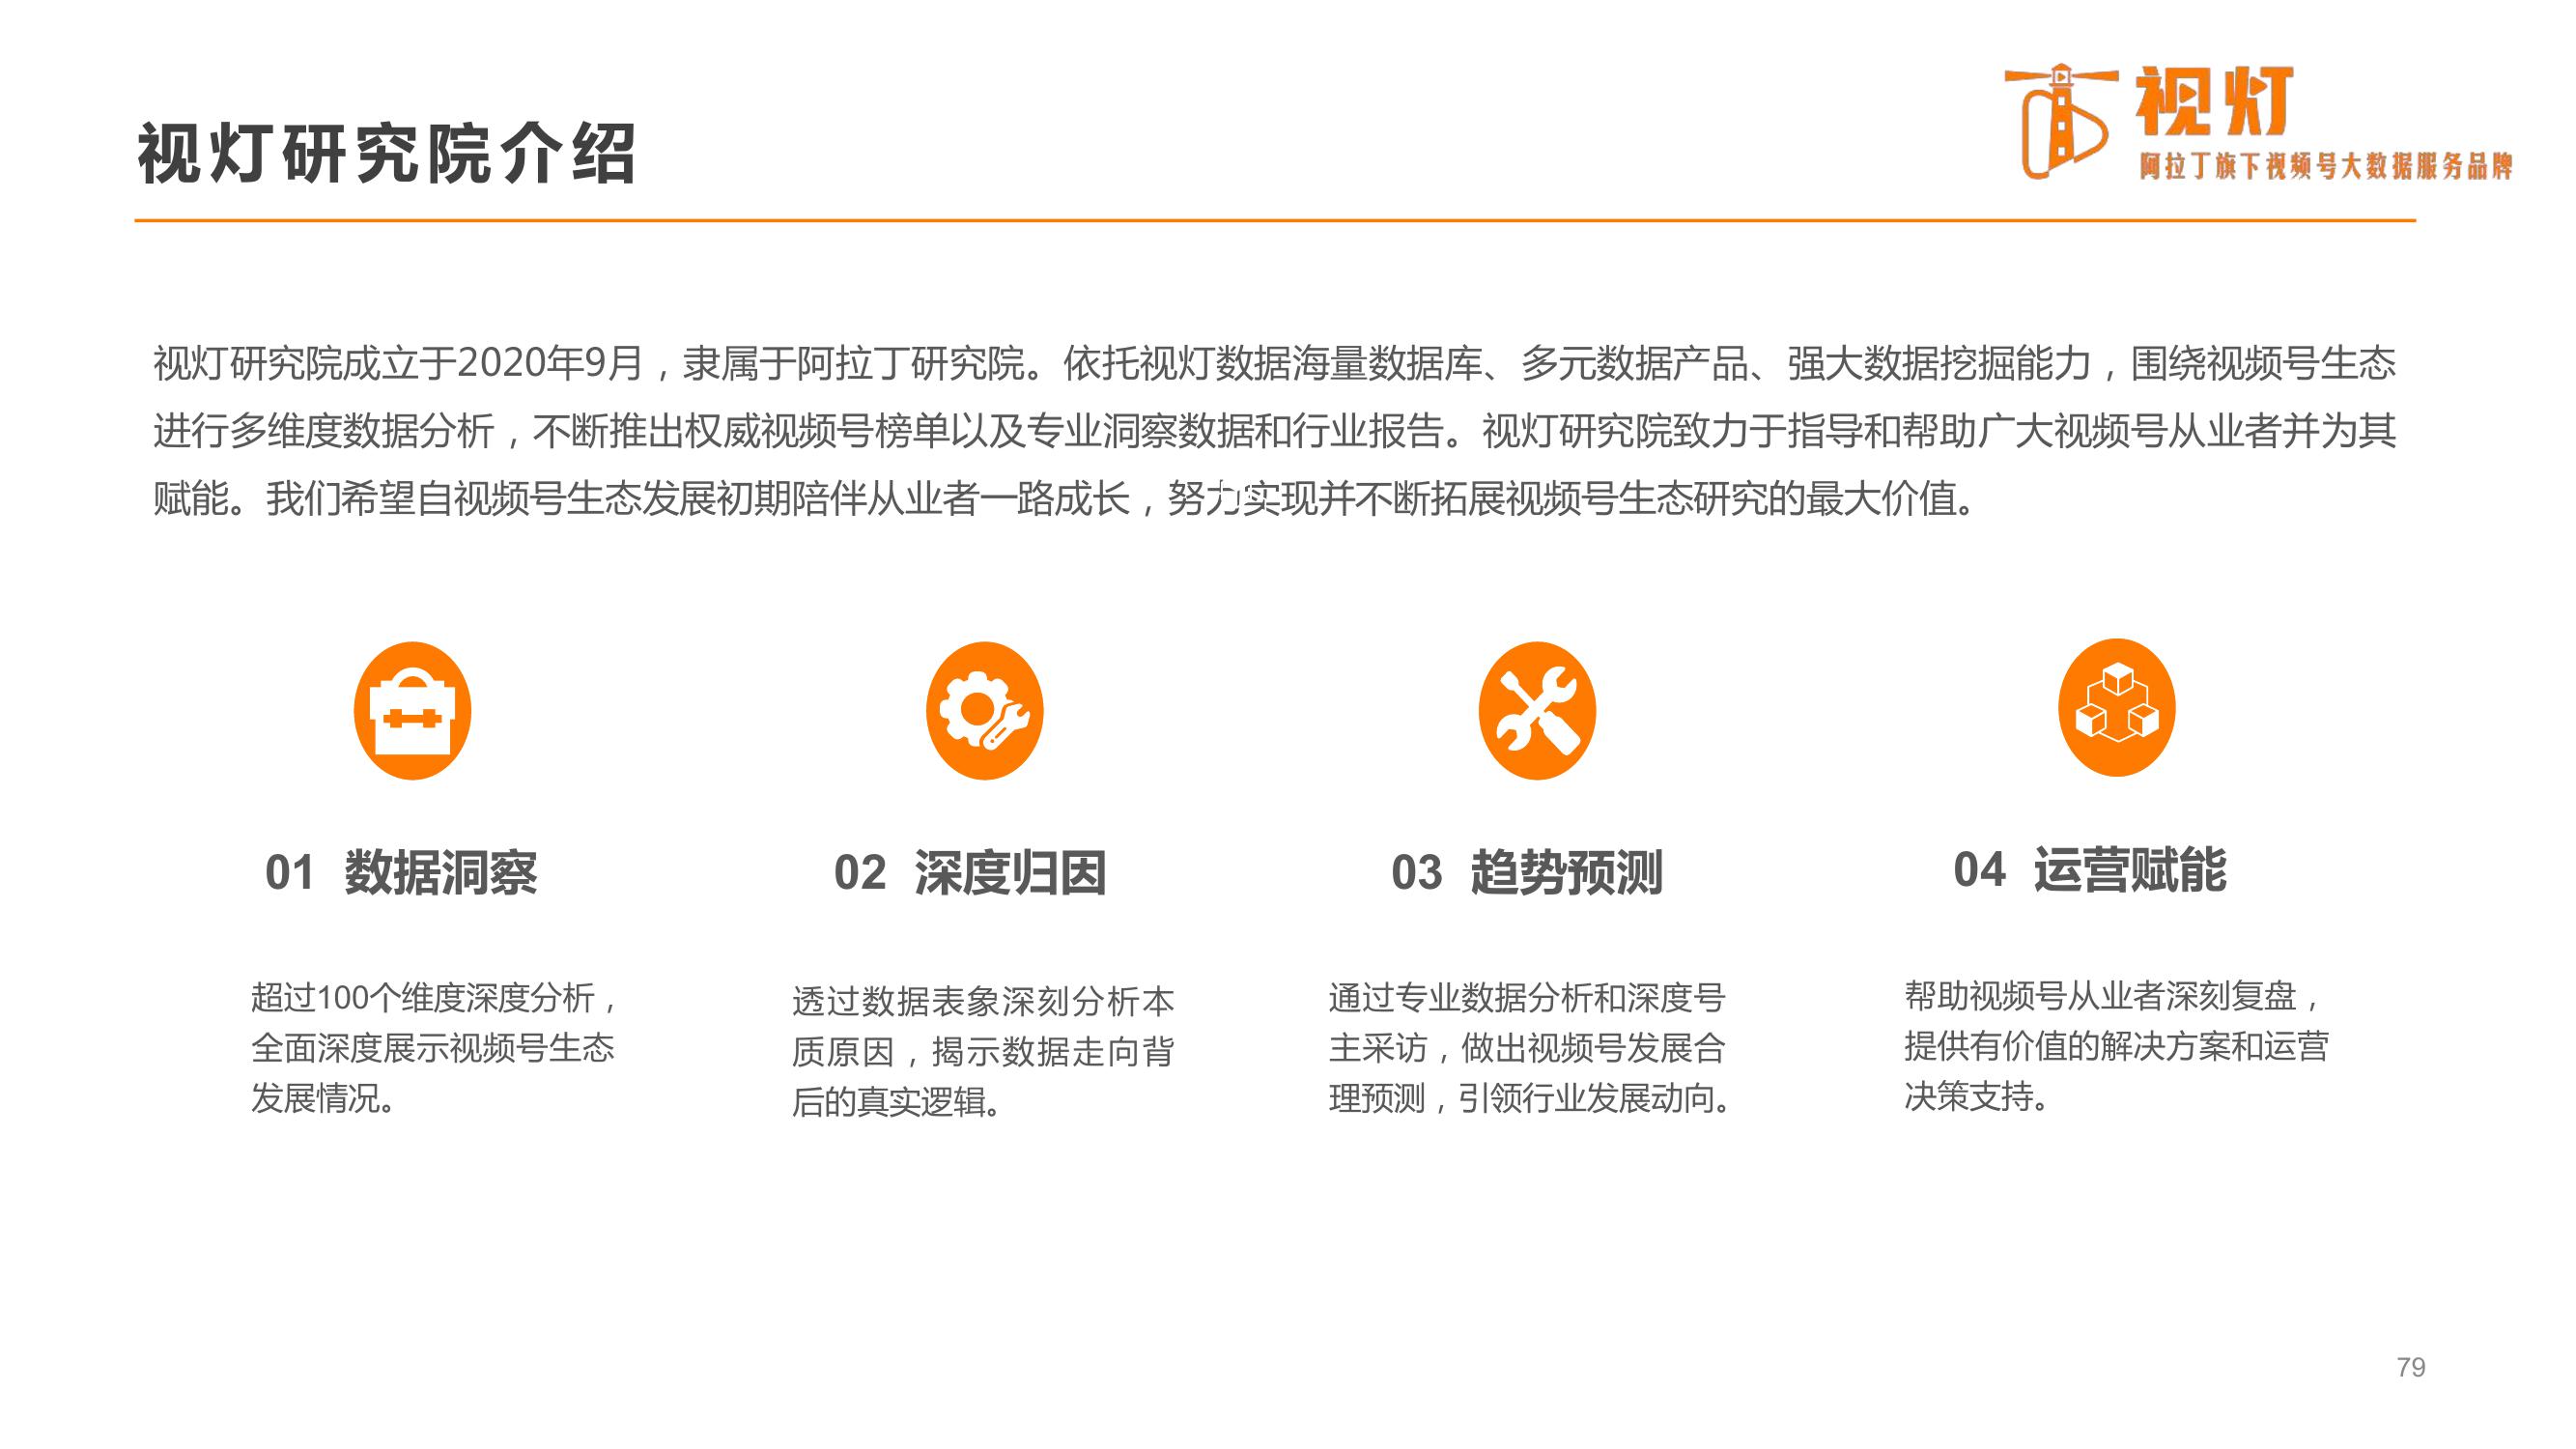 视灯研究院介绍
视灯
阿拉丁旗下视频号大数据服务品牌
视灯研究院成立于2020年9月，隶属于阿拉丁研究院。依托视灯数据海量数据库、多元数据产品、强大数据挖掘能力，围绕视频号生态
进行多维度数据分析，不断推出权威视频号榜单以及专业洞察数据和行业报告。视灯研究院致力于指导和帮助广大视频号从业者并为其
赋能。我们希望自视频号生态发展初期陪伴从业者一路成长，努力实现并不断拓展视频号生态研究的最大价值。
01 数据洞察
超过100个维度深度分析，
全面深度展示视频号生态
发展情况。
02 深度归因
透过数据表象深刻分析本
质原因，揭示数据走向背
后的真实逻辑。
03 趋势预测
通过专业数据分析和深度号
主采访，做出视频号发展合
理预测，引领行业发展动向。
04 运营赋能
帮助视频号从业者深刻复盘，
提供有价值的解决方案和运营
决策支持。
79